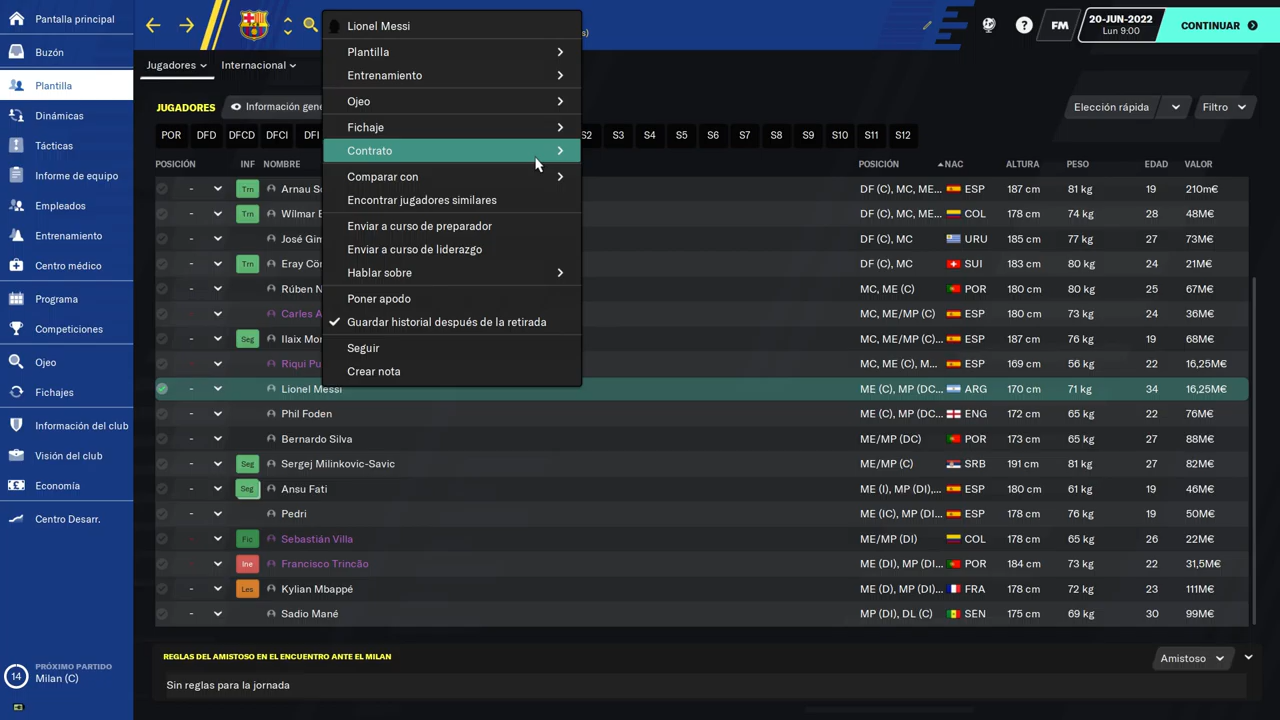 Pantalla principal
Buzón
Plantilla
Dinámicas
Tácticas
Informe de equipo
Empleados
Entrenamiento
Centro médico
Programa
Competiciones
Ojeo
Fichajes
Información del club
Visión del club
Economía
Centro Desarr.
14 PRÓXIMO PARTIDO
Milan (C)
s)
FM
20-JUN-2022
Lun 9:00
CONTINUAR
Jugadores Internacional
JUGADORES Información gene
Elección rápida Filtro
POR DFD DFCD DFCI DFI S2 S3 S4 S5 S6 S7 S8 S9 S10 S11 S12
Lionel Messi
Plantilla
Entrenamiento
Ojeo
Fichaje
Contrato
Comparar con
Encontrar jugadores similares
Enviar a curso de preparador
Enviar a curso de liderazgo
Hablar sobre
Poner apodo
Guardar historial después de la retirada
Seguir
Crear nota
POSICIÓN INF NOMBRE POSICIÓN NAC ALTURA PESO EDAD VALOR
- Trn Arnau So DF (C), MC, ME... ESP 187 cm 81 kg 19 210m€
- Trn Wílmar B DF (C), MC, ME... COL 178 cm 74 kg 28 48M€
- José Gim DF (C), MC URU 185 cm 77 kg 27 73M€
- Trn Eray Cön DF (C), MC SUI 183 cm 80 kg 24 21M€
- Rúben N MC, ME (C) POR 180 cm 80 kg 25 76M€
- Carles A MC, ME/MP (C) ESP 180 cm 73 kg 24 36M€
- Seg Ilaix Mor MC, ME/MP (C) ESP 190 cm 76 kg 19 68M€
- Riqui Pu MC, ME (C), M... ESP 169 cm 56 kg 22 16,25M€
- Lionel Messi ME (C), MP (DC... ARG 170 cm 71 kg 34 16,25M€
- Phil Foden ME (C), MP (DC... ENG 172 cm 65 kg 22 76M€
- Bernardo Silva ME/MP (DC) POR 173 cm 65 kg 27 88M€
- Seg Sergej Milinkovic-Savic ME/MP (C) SRB 191 cm 81 kg 27 82M€
- Seg Ansu Fati ME (I), MP (DI),... ESP 180 cm 61 kg 19 46M€
- Pedri ME (IC), MP (DI... ESP 178 cm 76 kg 19 50M€
- Fic Sebastián Villa ME/MP (DI) COL 178 cm 65 kg 26 22M€
- Ine Francisco Trincão ME (DI), MP (DI... POR 184 cm 73 kg 22 31,5M€
- Les Kylian Mbappé ME (D), MP (DI)... FRA 187 cm 72 kg 23 111M€
- Sadio Mané MP (DI), DL (C) SEN 175 cm 69 kg 30 99M€
REGLAS DEL AMISTOSO EN EL ENCUENTRO ANTE EL MILAN
Amistoso
Sin reglas para la jornada